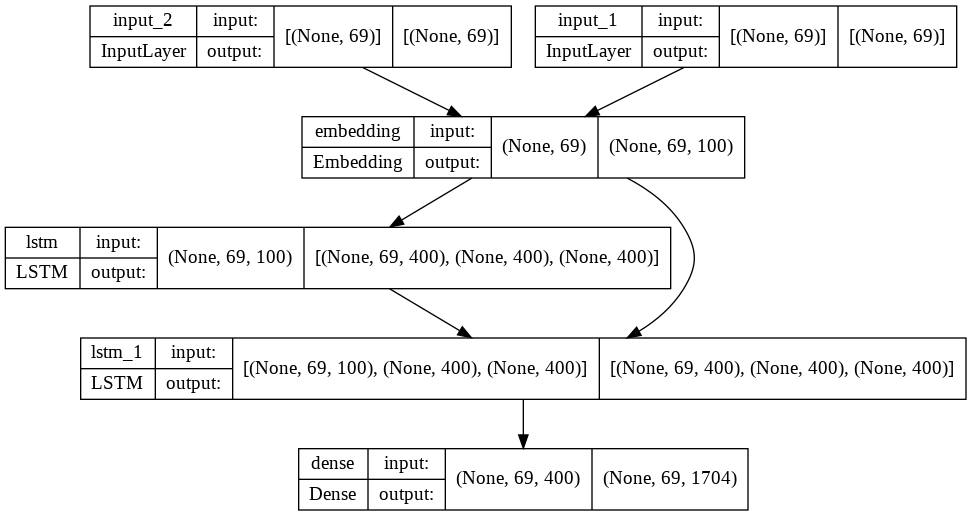 input_2 input: [(None, 69)] [(None, 69)]
InputLayer output:
input_1 input: [(None, 69)] [(None, 69)]
InputLayer output:
embedding input: (None, 69) (None, 69, 100)
Embedding output:
lstm input: (None, 69, 100) [(None, 69, 400), (None, 400), (None, 400)]
LSTM output:
lstm_1 input: [(None, 69, 100), (None, 400), (None, 400)] [(None, 69, 400), (None, 400), (None, 400)]
LSTM output:
dense input: (None, 69, 400) (None, 69, 1704)
Dense output: